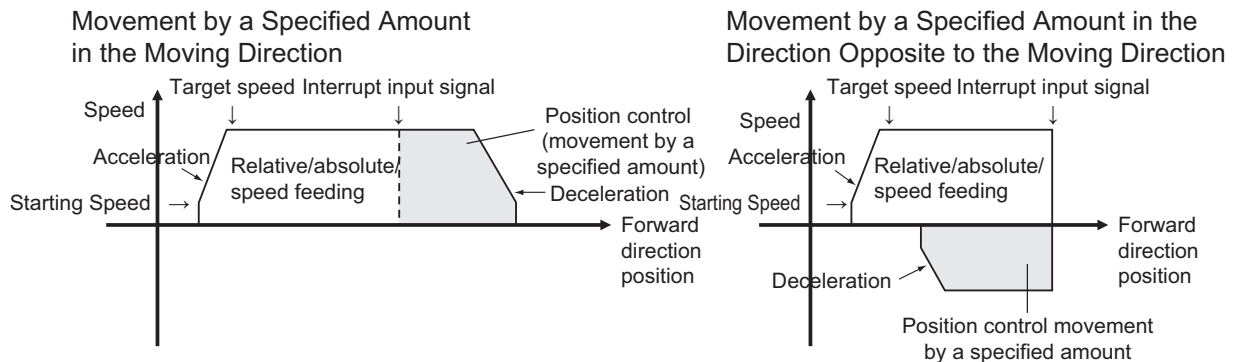 Movement by a Specified Amount
in the Moving Direction
Target speed Interrupt input signal
↓ ↓
Speed
Position control
(movement by a
specified amount)
Acceleration
Relative/absolute/
speed feeding
Deceleration
Starting Speed →
Forward
direction
position
Movement by a Specified Amount in the
Direction Opposite to the Moving Direction
Target speed Interrupt input signal
↓ ↓
Speed
Acceleration
Relative/absolute/
speed feeding
Starting Speed →
Forward
direction
position
Deceleration
Position control movement
by a specified amount